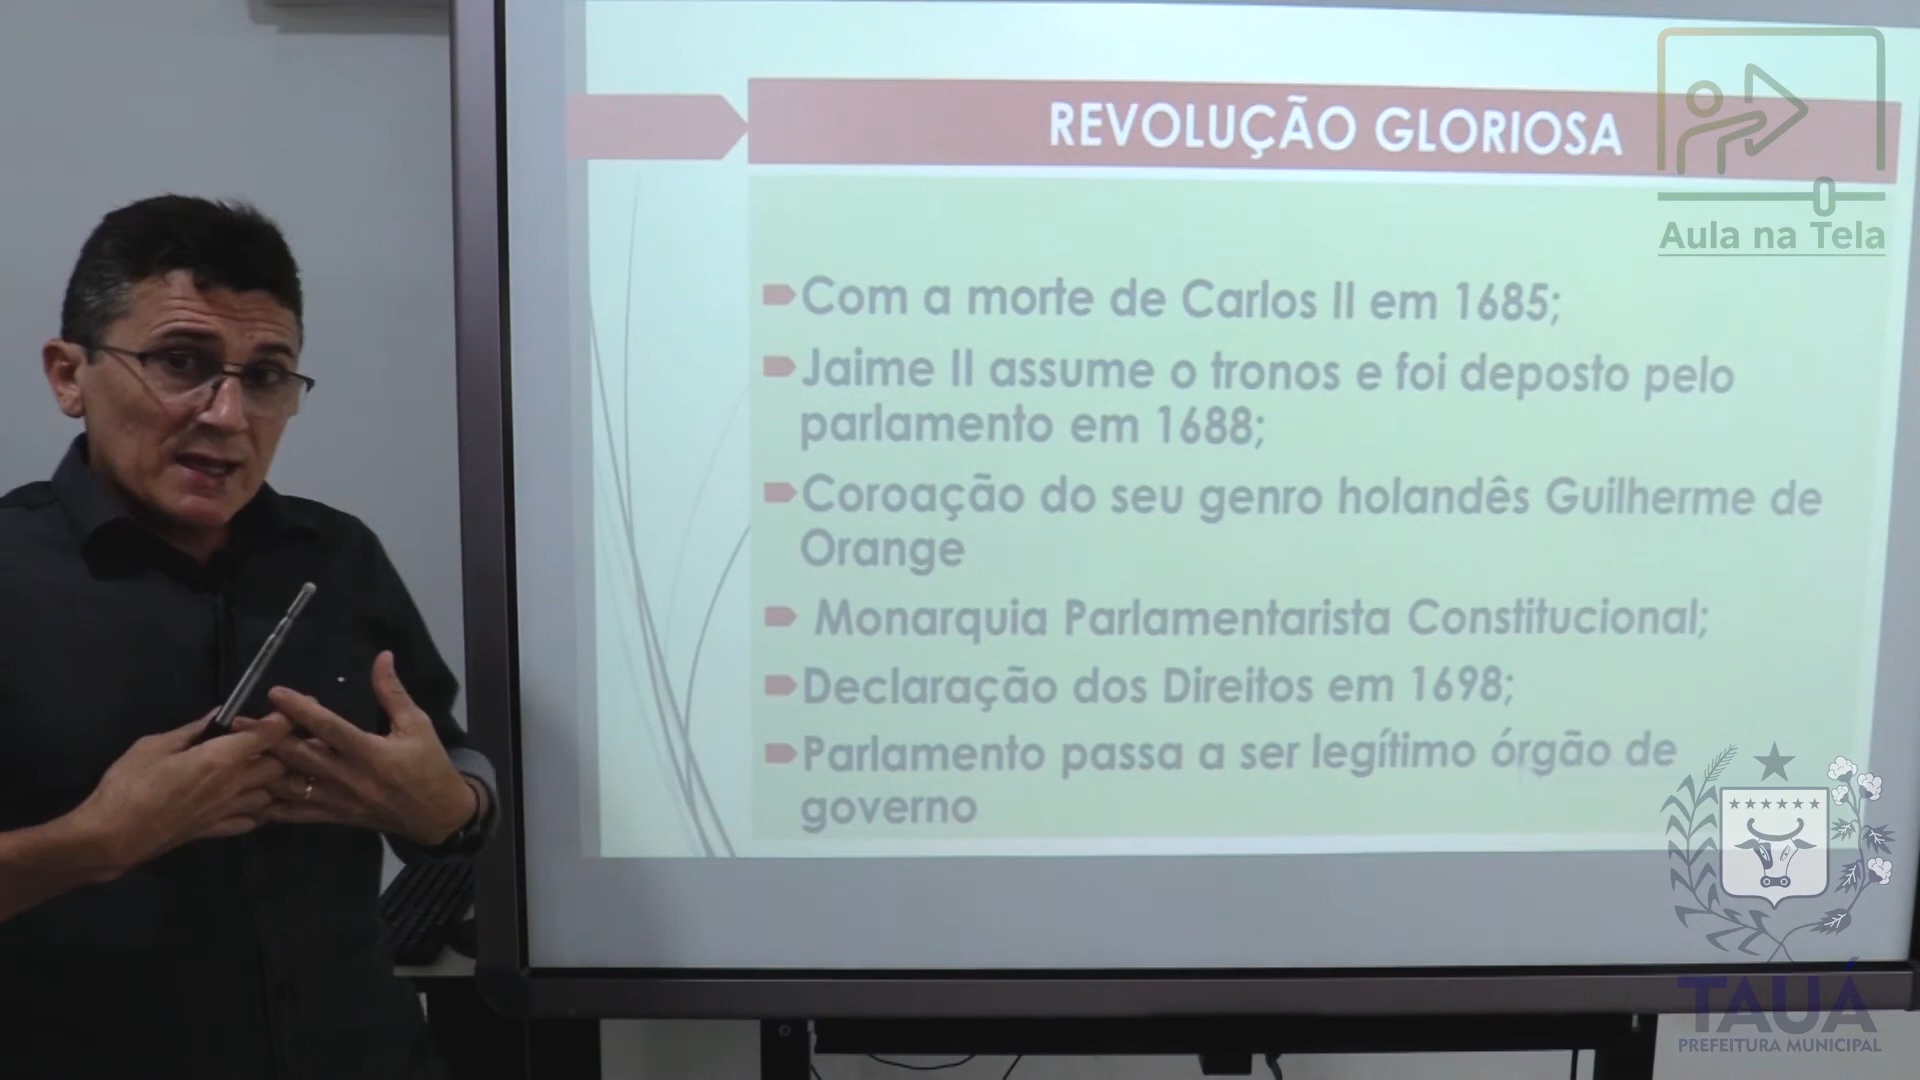 REVOLUÇÃO GLORIOSA
Aula na Tela
Com a morte de Carlos II em 1685;
Jaime II assume o tronos e foi deposto pelo
parlamento em 1688;
Coroação do seu genro holandês Guilherme de
Orange
Monarquia Parlamentarista Constitucional;
Declaração dos Direitos em 1698;
Parlamento passa a ser legítimo órgão de
governo
TAUÁ
PREFEITURA MUNICIPAL